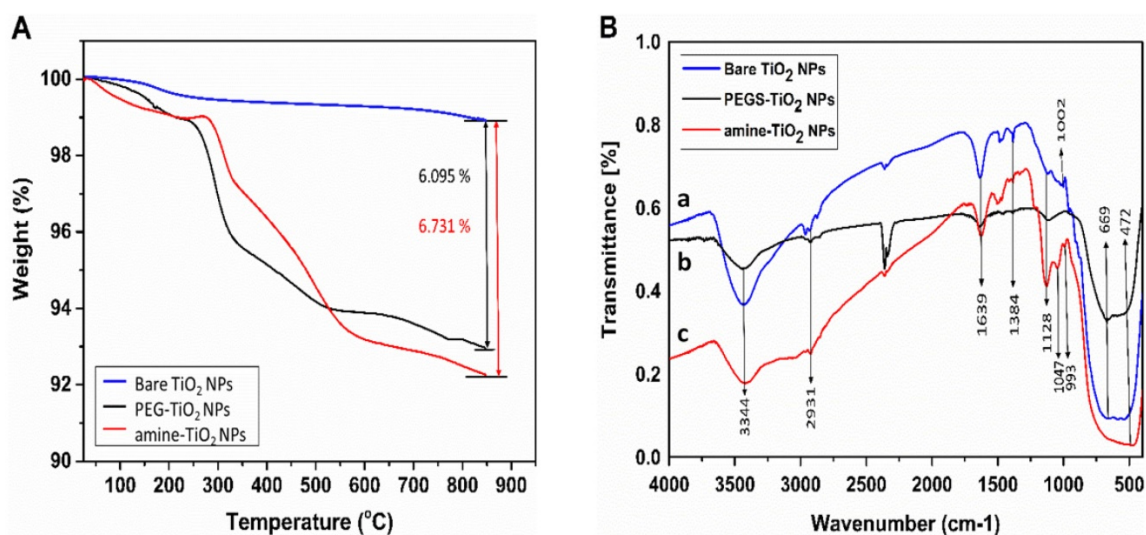 A
Weight (%)
100
98
96
94
92
90
6.095 %
6.731 %
Bare TiO₂ NPs
PEG-TiO₂ NPs
amine-TiO₂ NPs
100 200 300 400 500 600 700 800 900
Temperature (°C)
B
Transmittance [%]
1.0
0.8
0.6
0.4
0.2
0.0
Bare TiO₂ NPs
PEGS-TiO₂ NPs
amine-TiO₂ NPs
a
b
c
3344
2931
1639
1384
1128
1047
993
1002
669
472
4000 3500 3000 2500 2000 1500 1000 500
Wavenumber (cm-1)